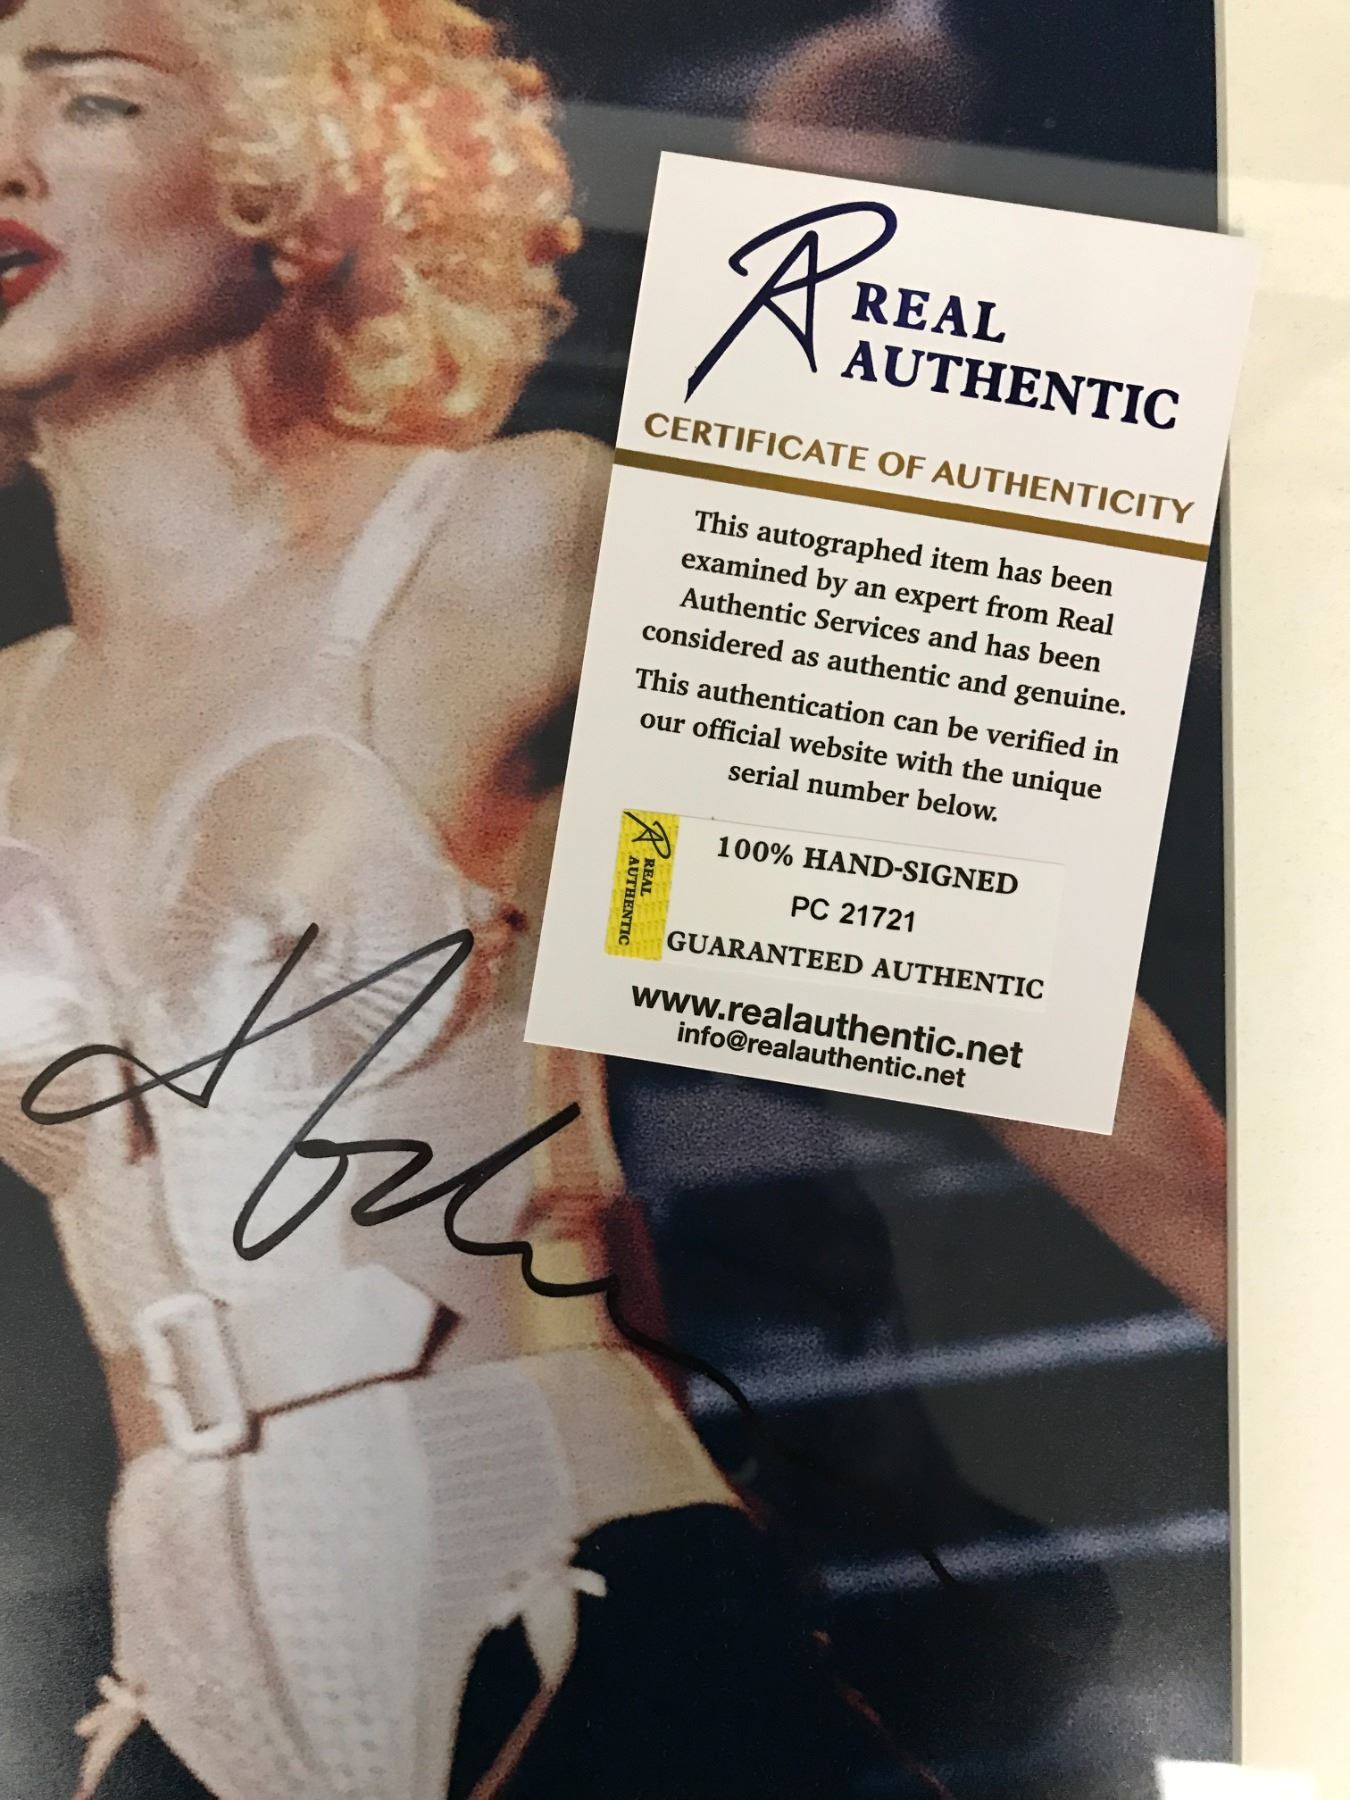 REAL
AUTHENTIC
CERTIFICATE OF AUTHENTICITY
This autographed item has been
examined by an expert from Real
Authentic Services and has been
considered as authentic and genuine.
This authentication can be verified in
our official website with the unique
serial number below.
REAL
AUTHENTIC
100% HAND-SIGNED
PC 21721
GUARANTEED AUTHENTIC
www.realauthentic.net
info@realauthentic.net